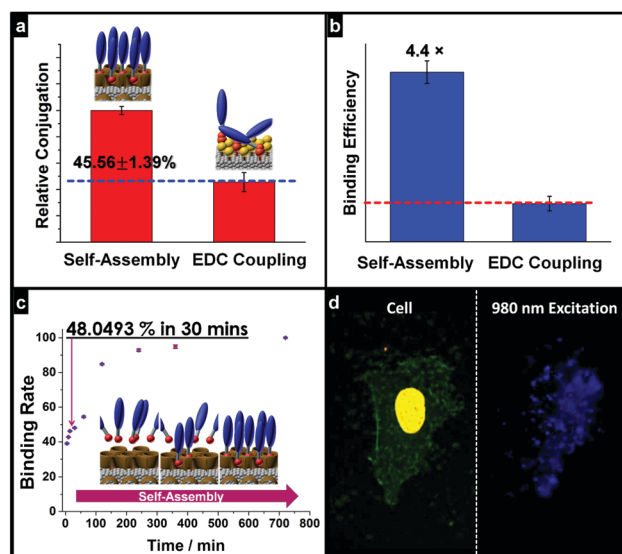 a
Relative Conjugation
45.56±1.39%
Self-Assembly
EDC Coupling
b
Binding Efficiency
4.4 ×
Self-Assembly
EDC Coupling
c
48.0493 % in 30 mins
Binding Rate
100
80
60
40
20
0
Self-Assembly
0 100 200 300 400 500 600 700 800
Time / min
d
Cell
980 nm Excitation